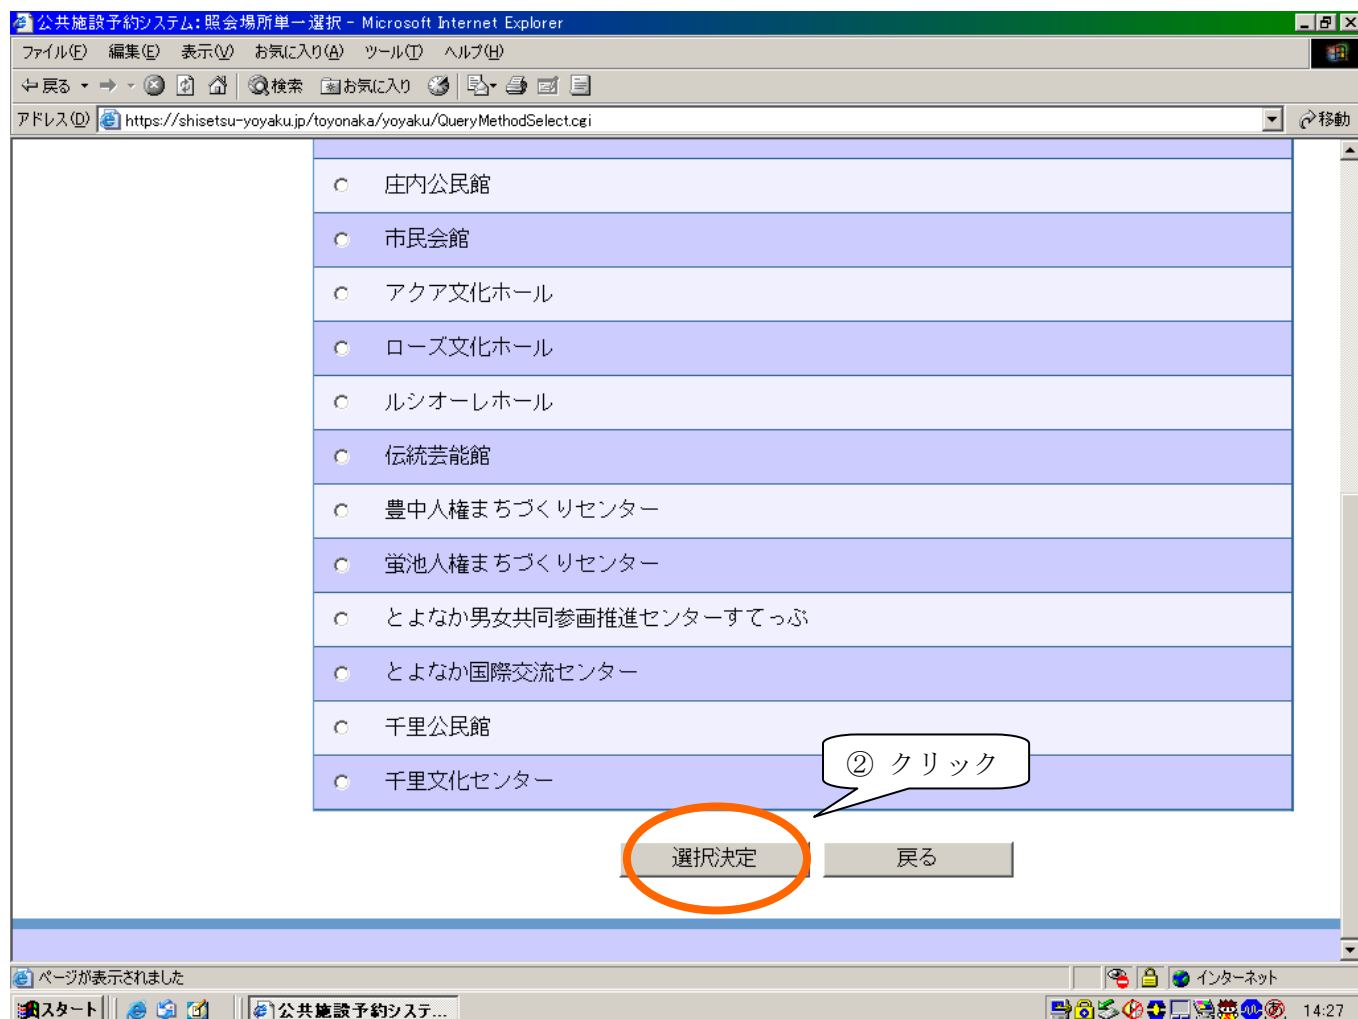 公共施設予約システム：照会場所単一選択 - Microsoft Internet Explorer
ファイル(F) 編集(E) 表示(V) お気に入り(A) ツール(T) ヘルプ(H)
戻る 検索 お気に入り
アドレス(D) https://shisetsu-yoyaku.jp/toyonaka/yoyaku/QueryMethodSelect.cgi 移動
庄内公民館
市民会館
アクア文化ホール
ローズ文化ホール
ルシオーレホール
伝統芸能館
豊中人権まちづくりセンター
蛍池人権まちづくりセンター
とよなか男女共同参画推進センターすてっぷ
とよなか国際交流センター
千里公民館
② クリック
千里文化センター
選択決定 戻る
ページが表示されました インターネット
スタート 公共施設予約システ... 14:27